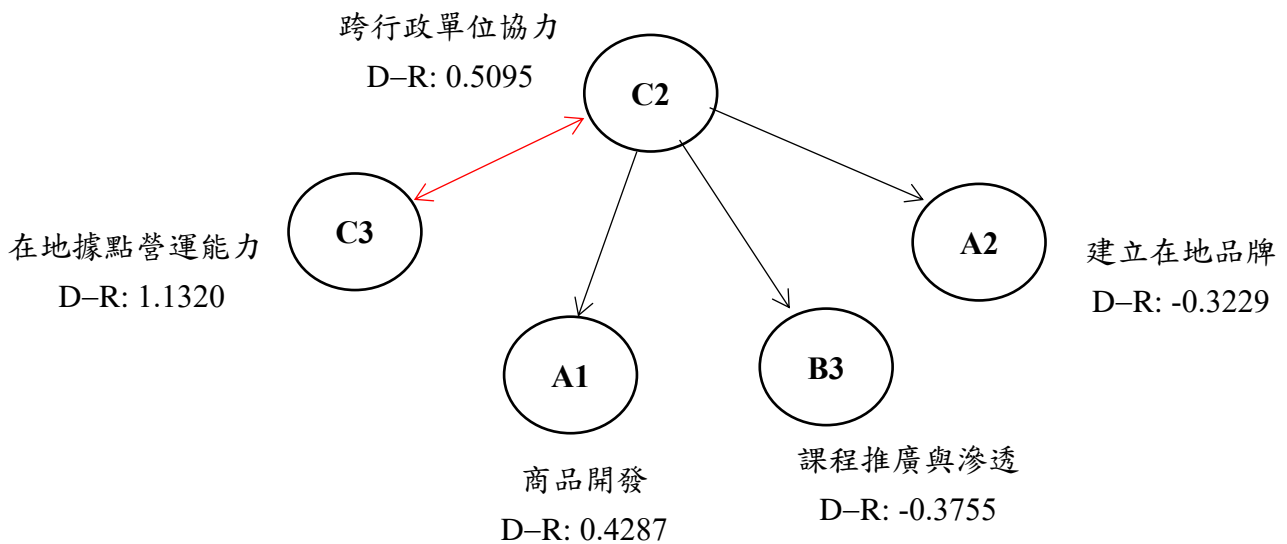 跨行政單位協力
D–R: 0.5095
C2
C3
在地據點營運能力
D–R: 1.1320
A2
建立在地品牌
D–R: -0.3229
A1
商品開發
D–R: 0.4287
B3
課程推廣與滲透
D–R: -0.3755